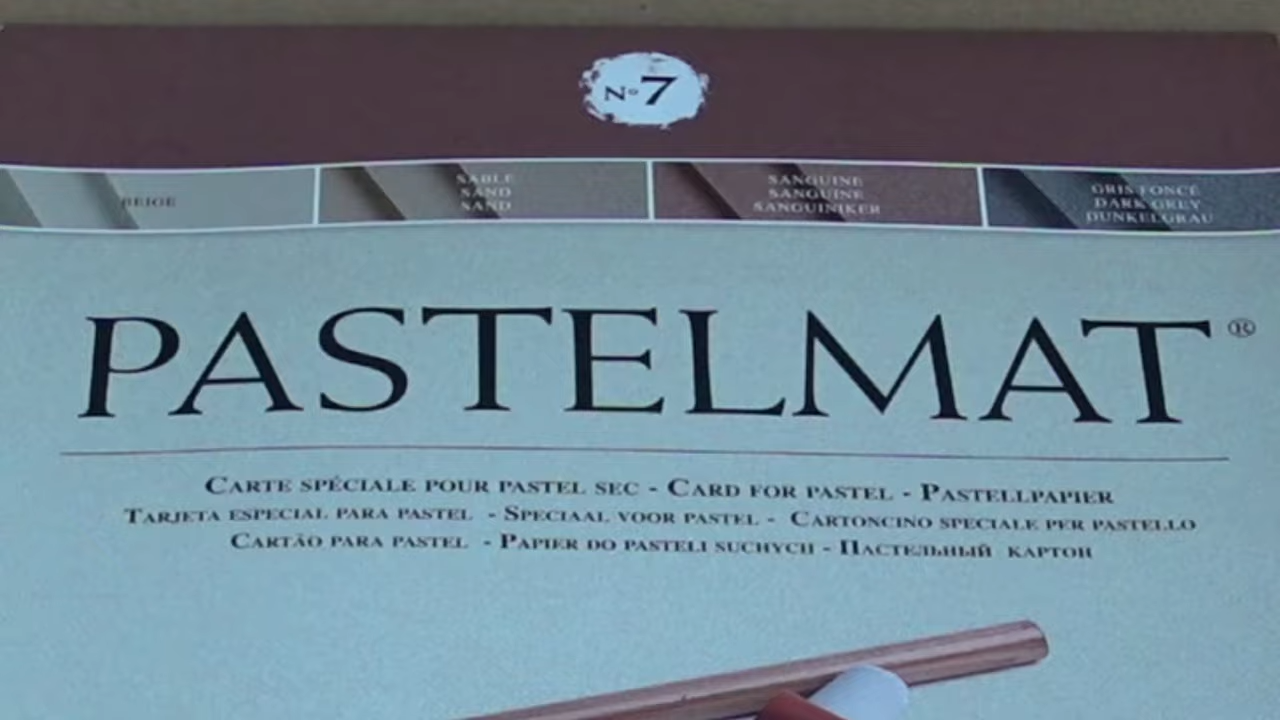 N°7
BEIGE
SABLE
SAND
SAND
SANGUINE
SANGUINE
SANGUINIKER
GRIS FONCÉ
DARK GREY
DUNKELGRAU
PASTELMAT®
CARTE SPÉCIALE POUR PASTEL SEC - CARD FOR PASTEL - PASTELLPAPIER
TARJETA ESPECIAL PARA PASTEL - SPECIAAL VOOR PASTEL - CARTONCINO SPECIALE PER PASTELLO
CARTÃO PARA PASTEL - PAPIER DO PASTELI SUCHYCH - ПАСТЕЛЬНЫЙ КАРТОН